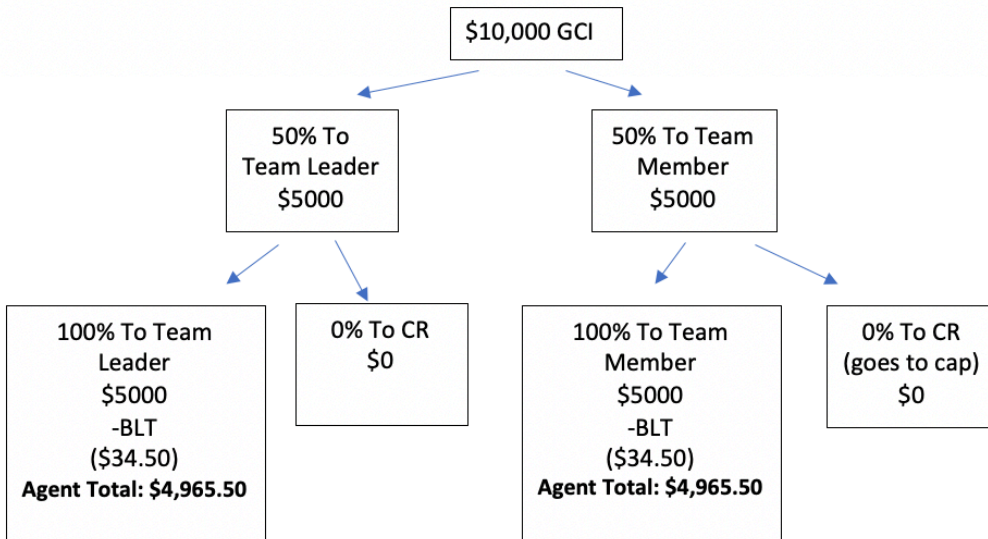 $10,000 GCI
50% To
Team Leader
$5000
50% To Team
Member
$5000
100% To Team
Leader
$5000
-BLT
($34.50)
Agent Total: $4,965.50
0% To CR
$0
100% To Team
Member
$5000
-BLT
($34.50)
Agent Total: $4,965.50
0% To CR
(goes to cap)
$0